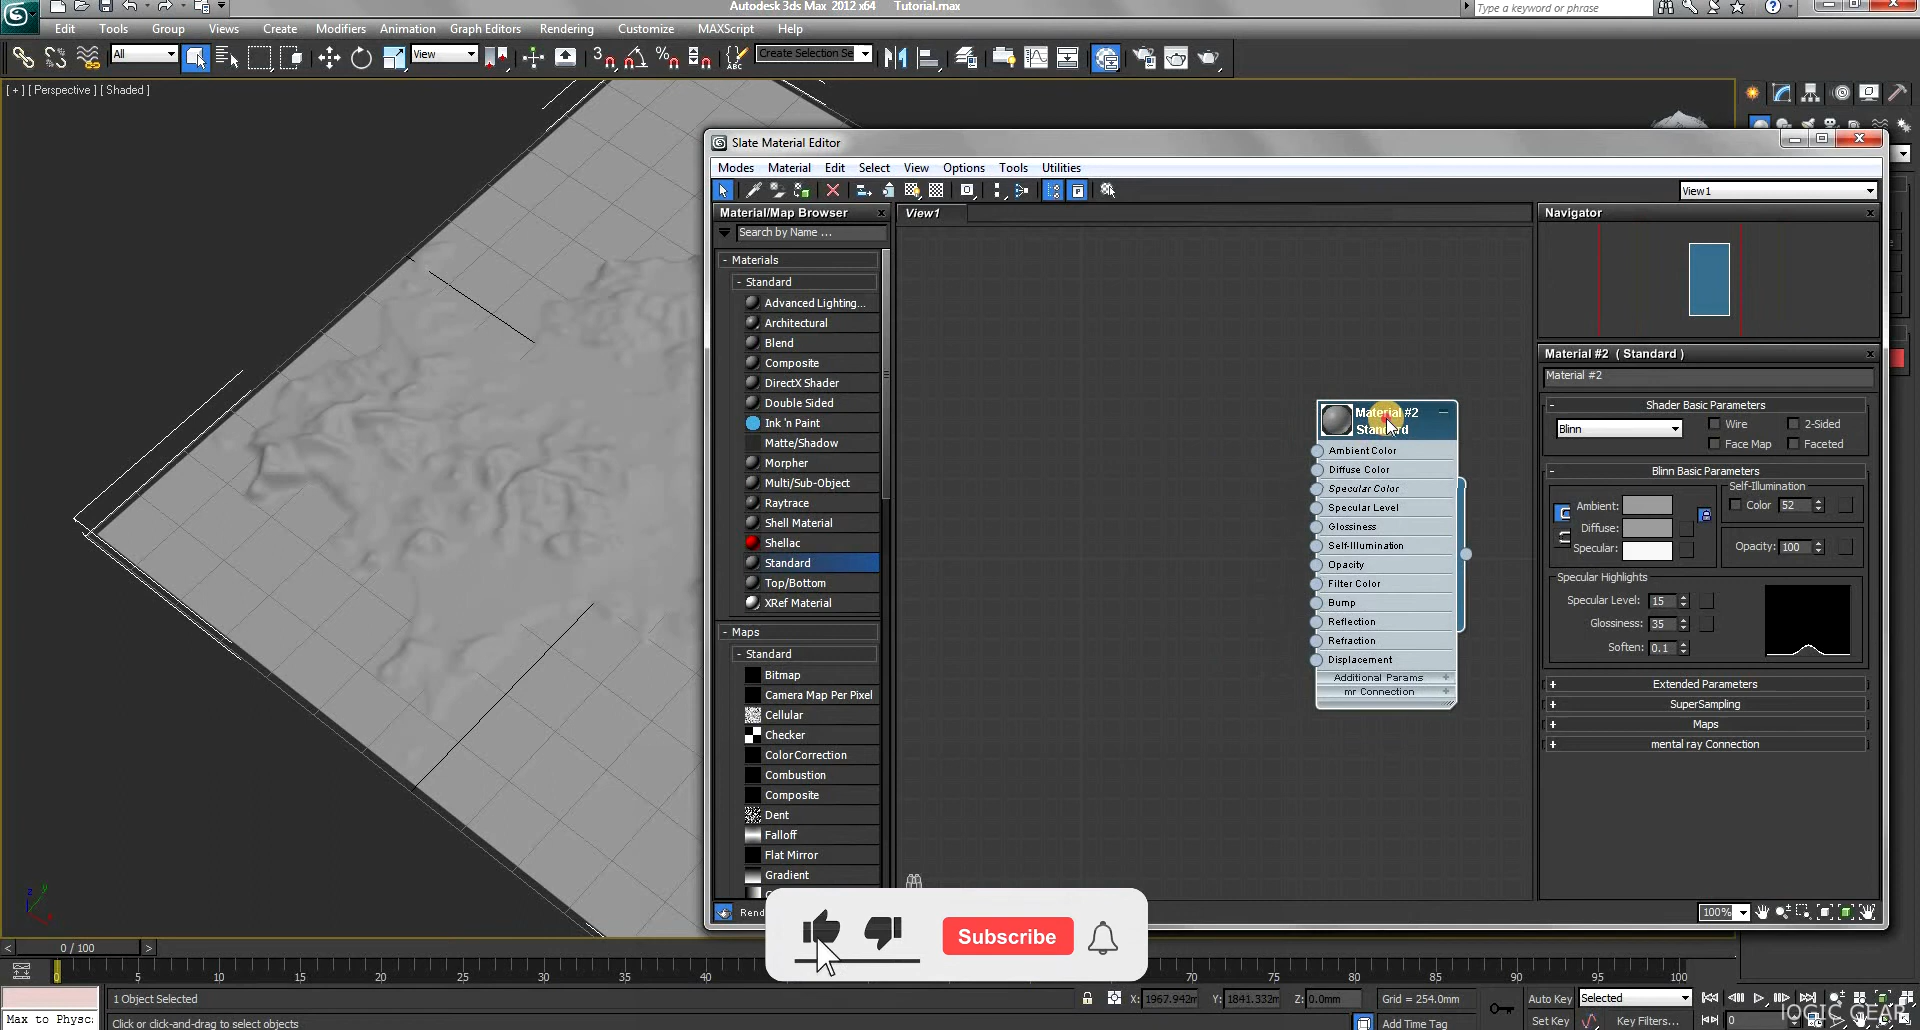 Autodesk 3ds Max 2012 x64 Tutorial.max
Type a keyword or phrase
Edit Tools Group Views Create Modifiers Animation Graph Editors Rendering Customize MAXScript Help
All View Create Selection Se
[ + ] [ Perspective ] [ Shaded ]
Slate Material Editor
Modes Material Edit Select View Options Tools Utilities
View1
Material/Map Browser
Search by Name ...
- Materials
- Standard
Advanced Lighting...
Architectural
Blend
Composite
DirectX Shader
Double Sided
Ink 'n Paint
Matte/Shadow
Morpher
Multi/Sub-Object
Raytrace
Shell Material
Shellac
Standard
Top/Bottom
XRef Material
- Maps
- Standard
Bitmap
Camera Map Per Pixel
Cellular
Checker
ColorCorrection
Combustion
Composite
Dent
Falloff
Flat Mirror
Gradient
View1
Material #2
Standard
Ambient Color
Diffuse Color
Specular Color
Specular Level
Glossiness
Self-Illumination
Opacity
Filter Color
Bump
Reflection
Refraction
Displacement
Additional Params +
mr Connection +
Navigator
Material #2 ( Standard )
Material #2
- Shader Basic Parameters
Blinn Wire 2-Sided
Face Map Faceted
- Blinn Basic Parameters
Self-Illumination
Ambient: Color 52
Diffuse:
Specular: Opacity: 100
Specular Highlights
Specular Level: 15
Glossiness: 35
Soften: 0.1
+ Extended Parameters
+ SuperSampling
+ Maps
+ mental ray Connection
100%
Subscribe
< 0 / 100 >
0 5 10 15 20 25 30 35 40 70 75 80 85 90 95 100
1 Object Selected
X: 1967.942m Y: 1841.332m Z: 0.0mm Grid = 254.0mm
Auto Key Selected
Max to Physc:
Click or click-and-drag to select objects
Add Time Tag
Set Key Key Filters... 0
LOGIC GEAR